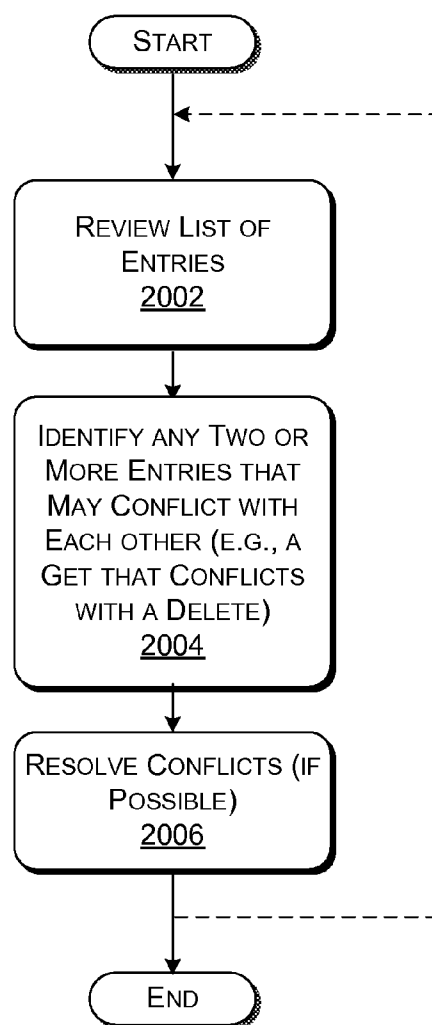 START
REVIEW LIST OF
ENTRIES
2002
IDENTIFY ANY TWO OR
MORE ENTRIES THAT
MAY CONFLICT WITH
EACH OTHER (E.G., A
GET THAT CONFLICTS
WITH A DELETE)
2004
RESOLVE CONFLICTS (IF
POSSIBLE)
2006
END